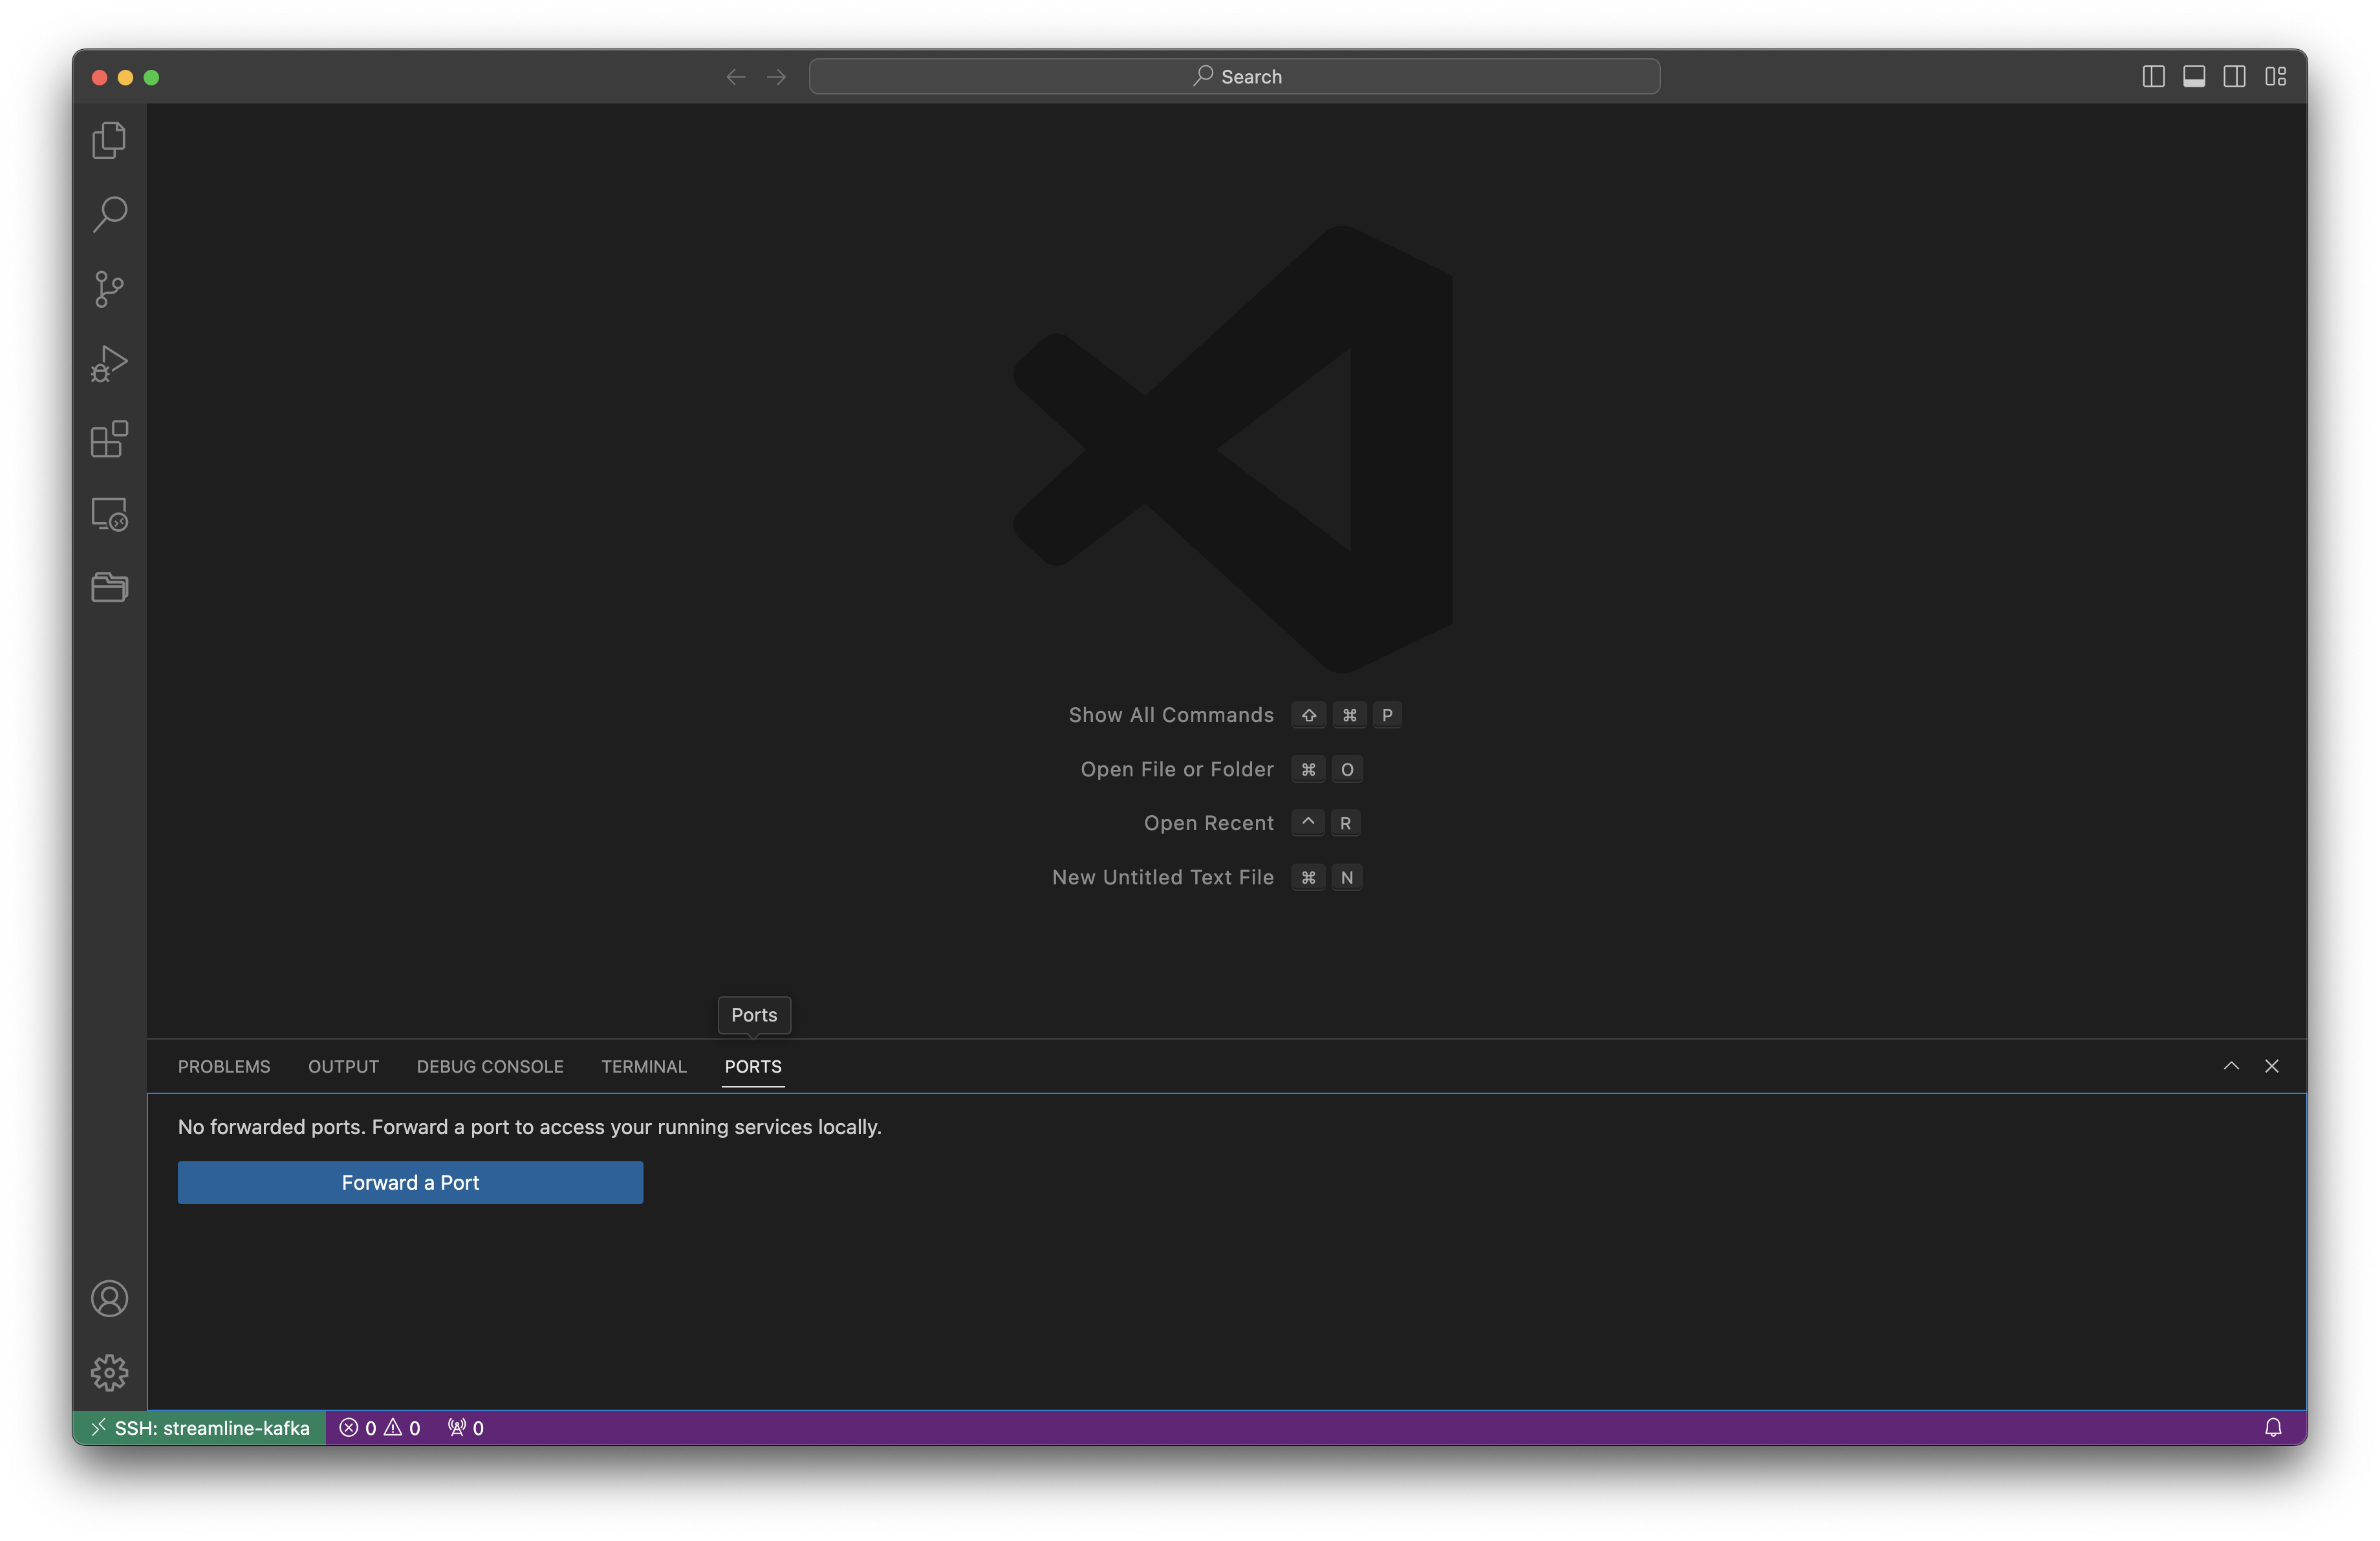 Search
Show All Commands ⇧ ⌘ P
Open File or Folder ⌘ O
Open Recent ^ R
New Untitled Text File ⌘ N
Ports
PROBLEMS OUTPUT DEBUG CONSOLE TERMINAL PORTS
No forwarded ports. Forward a port to access your running services locally.
Forward a Port
SSH: streamline-kafka 0 0 0